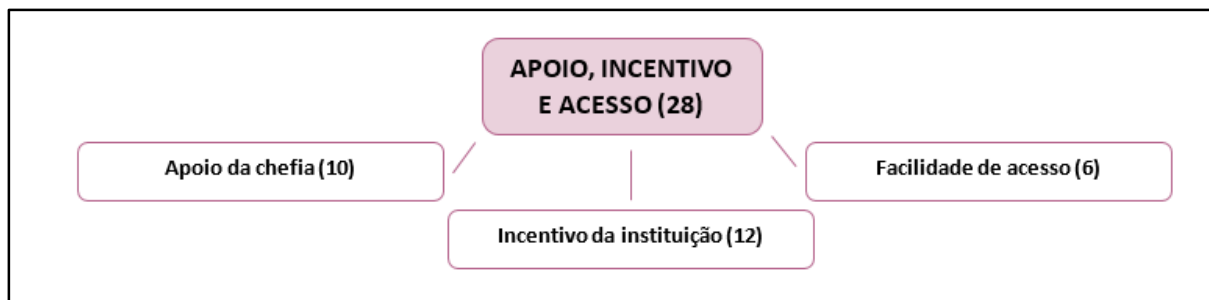 APOIO, INCENTIVO
E ACESSO (28)
Apoio da chefia (10)
Facilidade de acesso (6)
Incentivo da instituição (12)